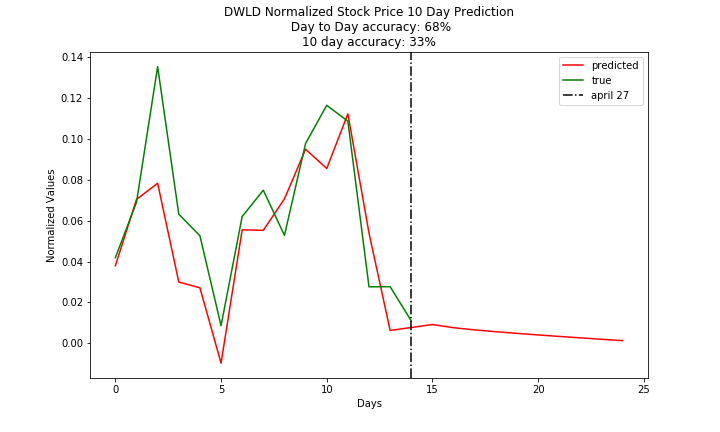 DWLD Normalized Stock Price 10 Day Prediction
Day to Day accuracy: 68%
10 day accuracy: 33%
predicted
true
april 27
0.14
0.12
0.10
0.08
0.06
0.04
0.02
0.00
Normalized Values
0 5 10 15 20 25
Days